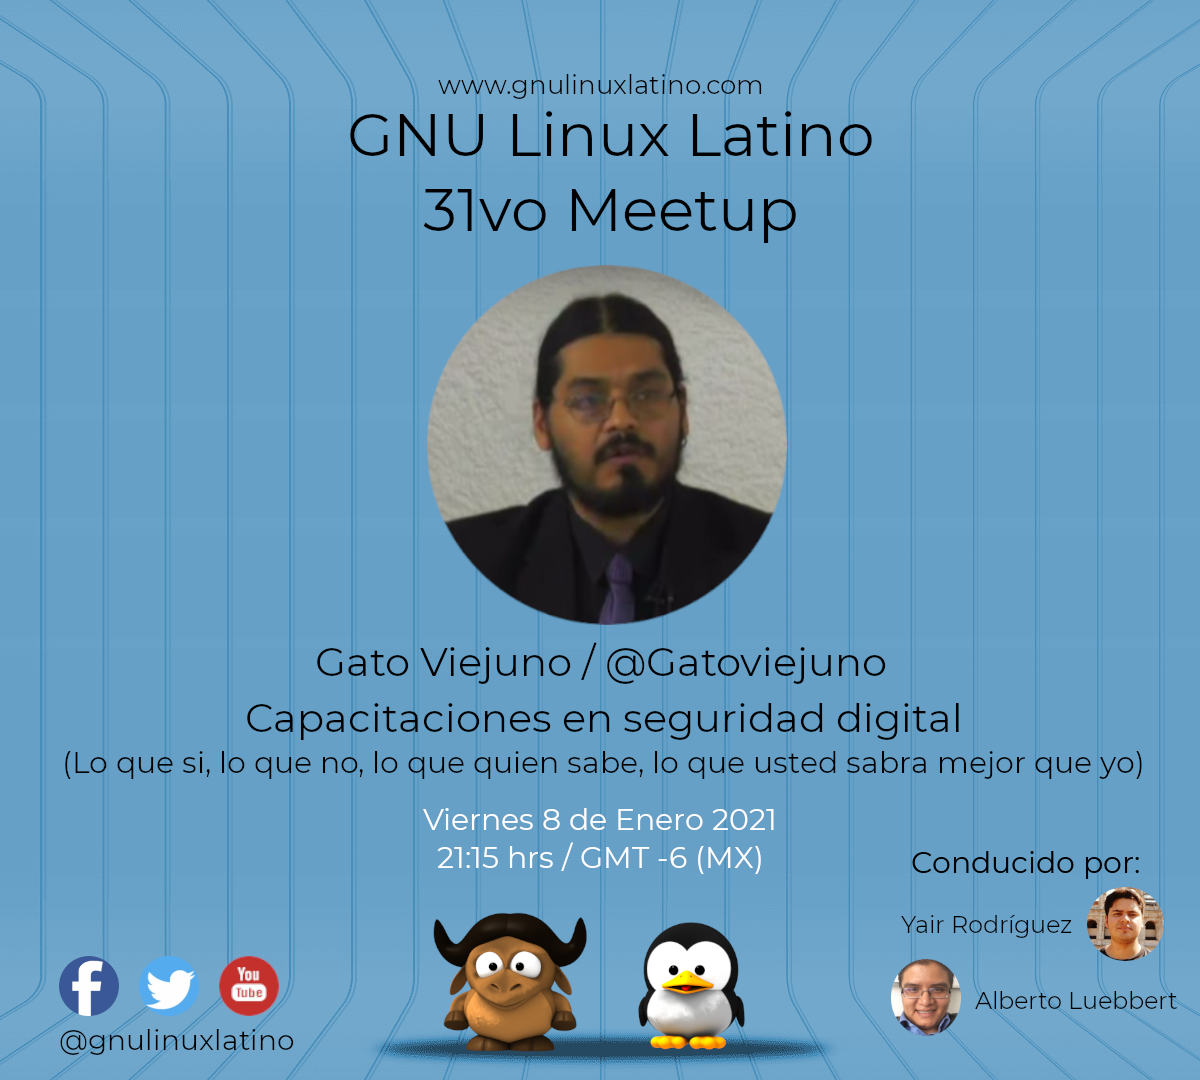 www.gnulinuxlatino.com
GNU Linux Latino
31vo Meetup
Gato Viejuno / @Gatoviejuno
Capacitaciones en seguridad digital
(Lo que si, lo que no, lo que quien sabe, lo que usted sabra mejor que yo)
Viernes 8 de Enero 2021
21:15 hrs / GMT -6 (MX)
Conducido por:
Yair Rodríguez
Alberto Luebbert
You
Tube
@gnulinuxlatino